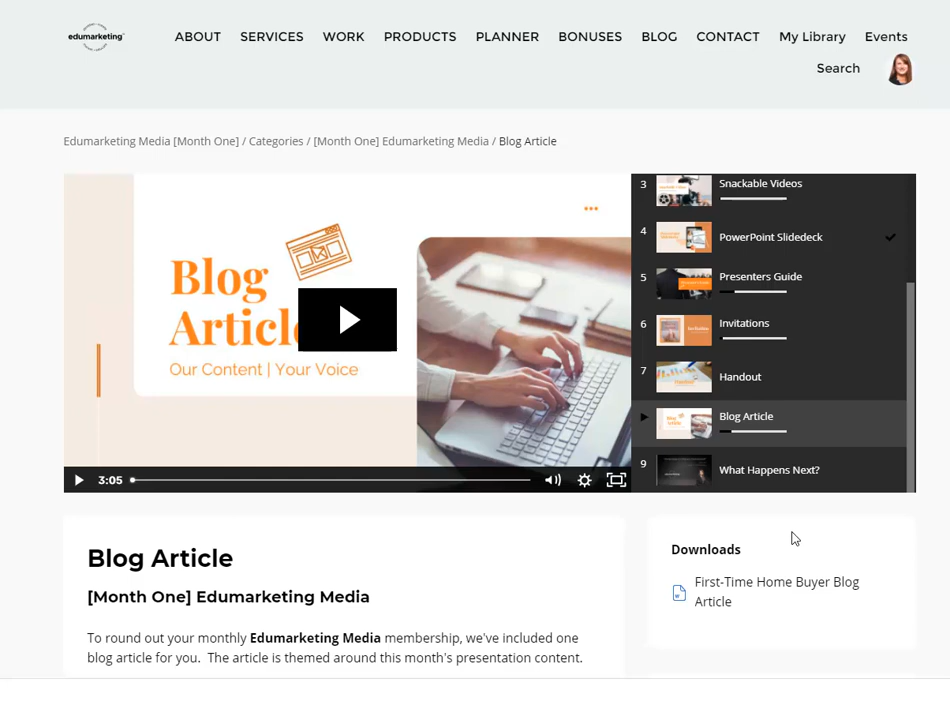 edumarketing
ABOUT SERVICES WORK PRODUCTS PLANNER BONUSES BLOG CONTACT My Library Events
Search
Edumarketing Media [Month One] / Categories / [Month One] Edumarketing Media / Blog Article
Blog
Article
Our Content | Your Voice
3:05
3 Snackable Videos
4 PowerPoint Slidedeck
5 Presenters Guide
6 Invitations
7 Handout
Blog Article
9 What Happens Next?
Blog Article
[Month One] Edumarketing Media
To round out your monthly Edumarketing Media membership, we've included one
blog article for you. The article is themed around this month's presentation content.
Downloads
First-Time Home Buyer Blog
Article